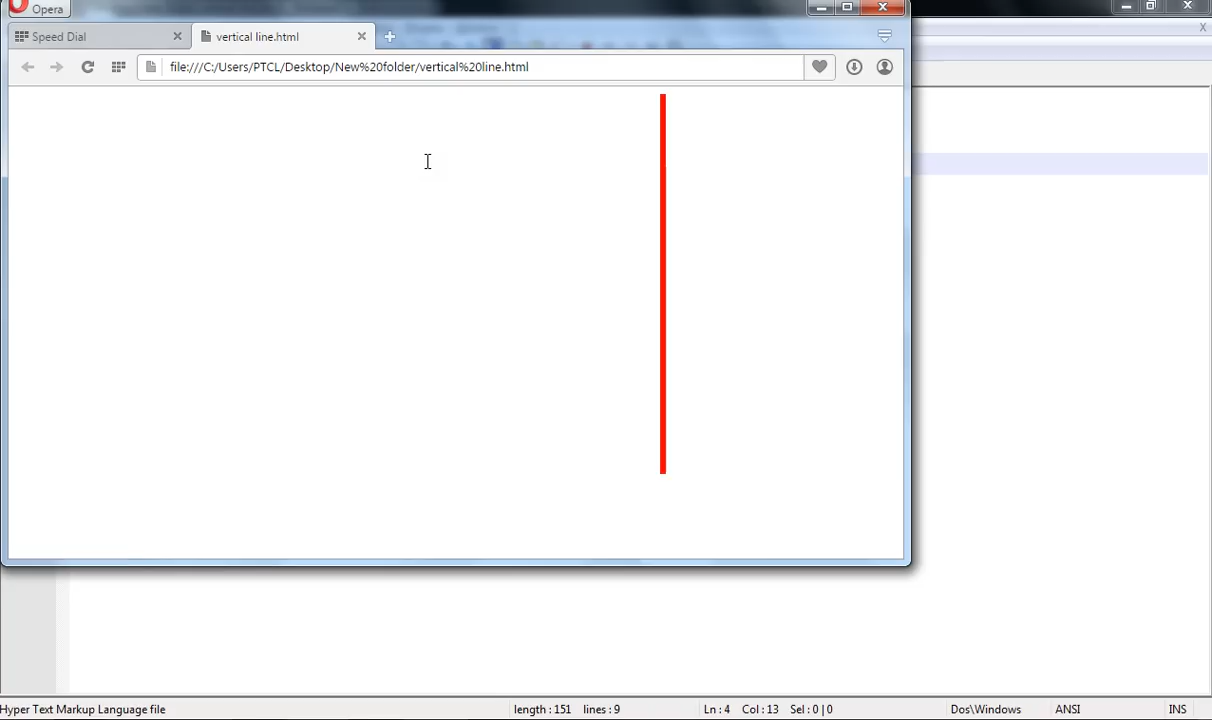 Opera
Speed Dial
vertical line.html
file:///C:/Users/PTCL/Desktop/New%20folder/vertical%20line.html
Hyper Text Markup Language file length : 151 lines : 9 Ln : 4 Col : 13 Sel : 0 | 0 Dos\Windows ANSI INS